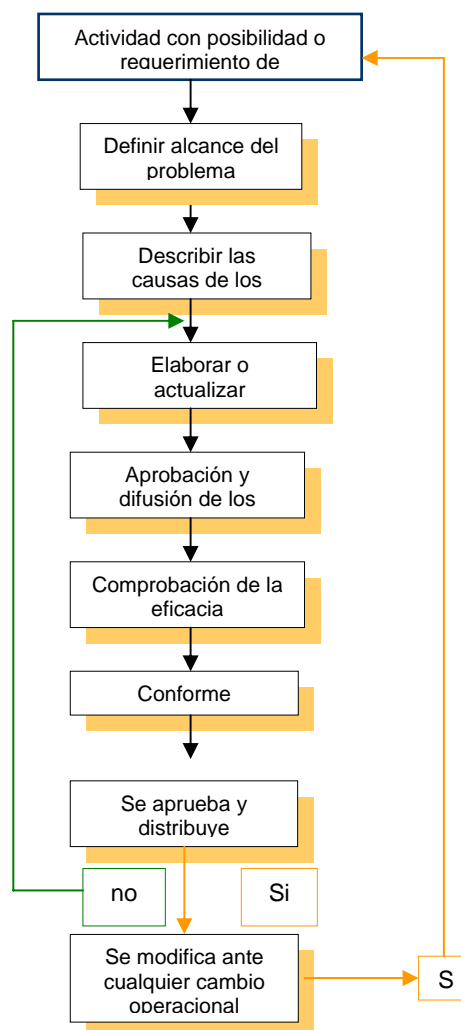 Actividad con posibilidad o
requerimiento de
Definir alcance del
problema
Describir las
causas de los
Elaborar o
actualizar
Aprobación y
difusión de los
Comprobación de la
eficacia
Conforme
Se aprueba y
distribuye
no
Si
Se modifica ante
cualquier cambio
operacional
S